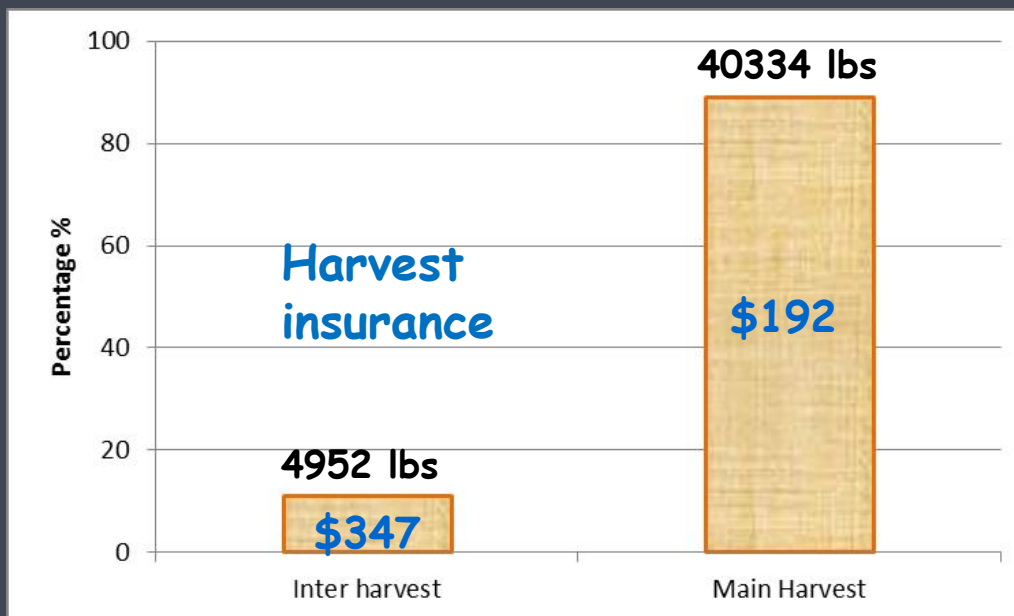 100
80
60
40
20
0
Percentage %
40334 lbs
Harvest
insurance
$192
4952 lbs
$347
Inter harvest
Main Harvest